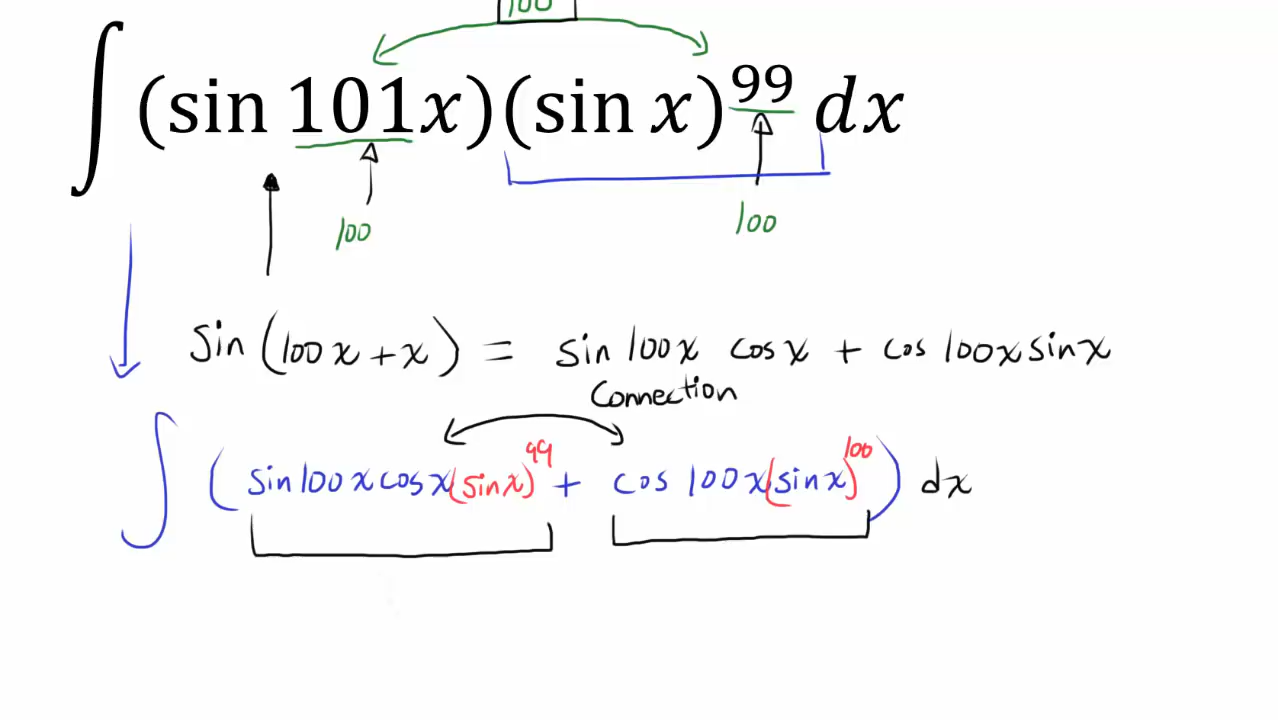 100
∫ (sin 101x)(sin x)^99 dx
100
100
sin (100x + x) = sin 100x cos x + cos 100x sin x
Connection
∫ ( sin 100x cos x (sin x)^99 + cos 100x (sin x)^100 ) dx